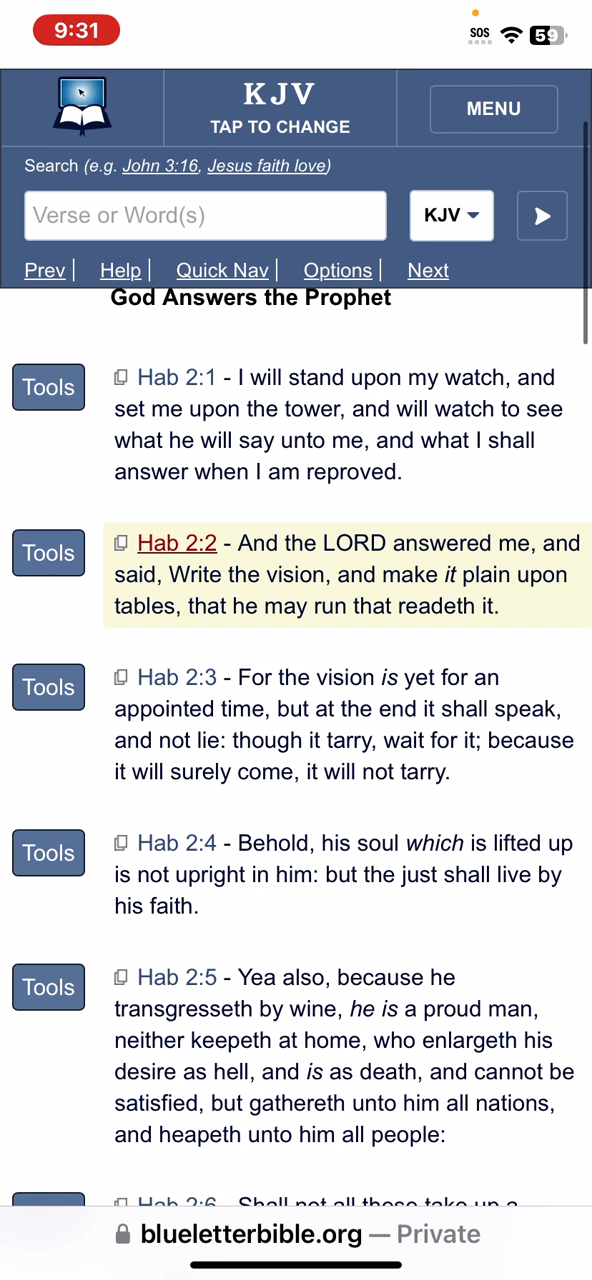 9:31
SOS
59
KJV
TAP TO CHANGE
MENU
Search (e.g. John 3:16, Jesus faith love)
Verse or Word(s)
KJV
Prev | Help | Quick Nav | Options | Next
God Answers the Prophet
Tools
Hab 2:1 - I will stand upon my watch, and
set me upon the tower, and will watch to see
what he will say unto me, and what I shall
answer when I am reproved.
Tools
Hab 2:2 - And the LORD answered me, and
said, Write the vision, and make it plain upon
tables, that he may run that readeth it.
Tools
Hab 2:3 - For the vision is yet for an
appointed time, but at the end it shall speak,
and not lie: though it tarry, wait for it; because
it will surely come, it will not tarry.
Tools
Hab 2:4 - Behold, his soul which is lifted up
is not upright in him: but the just shall live by
his faith.
Tools
Hab 2:5 - Yea also, because he
transgresseth by wine, he is a proud man,
neither keepeth at home, who enlargeth his
desire as hell, and is as death, and cannot be
satisfied, but gathereth unto him all nations,
and heapeth unto him all people:
Hab 2:6 - Shall not all these take up a
blueletterbible.org — Private